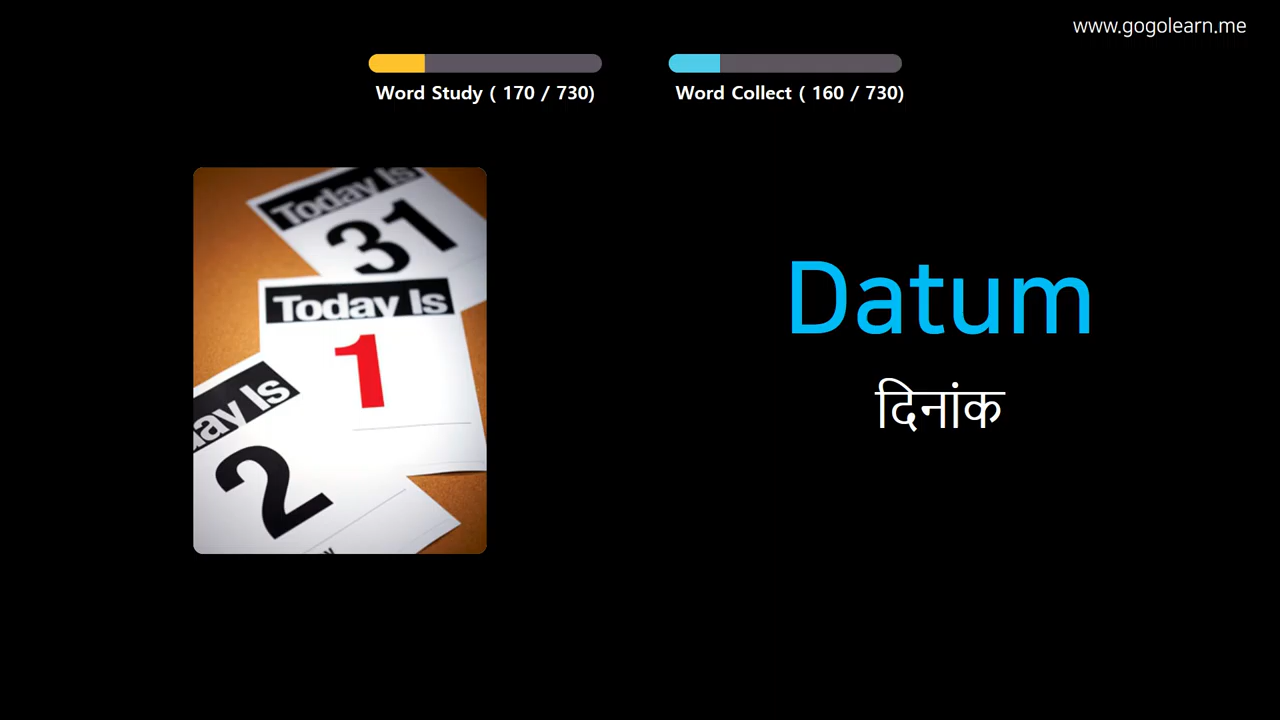 www.gogolearn.me
Word Study ( 170 / 730)
Word Collect ( 160 / 730)
Today Is
31
Today Is
1
ay Is
2
Datum
दिनांक